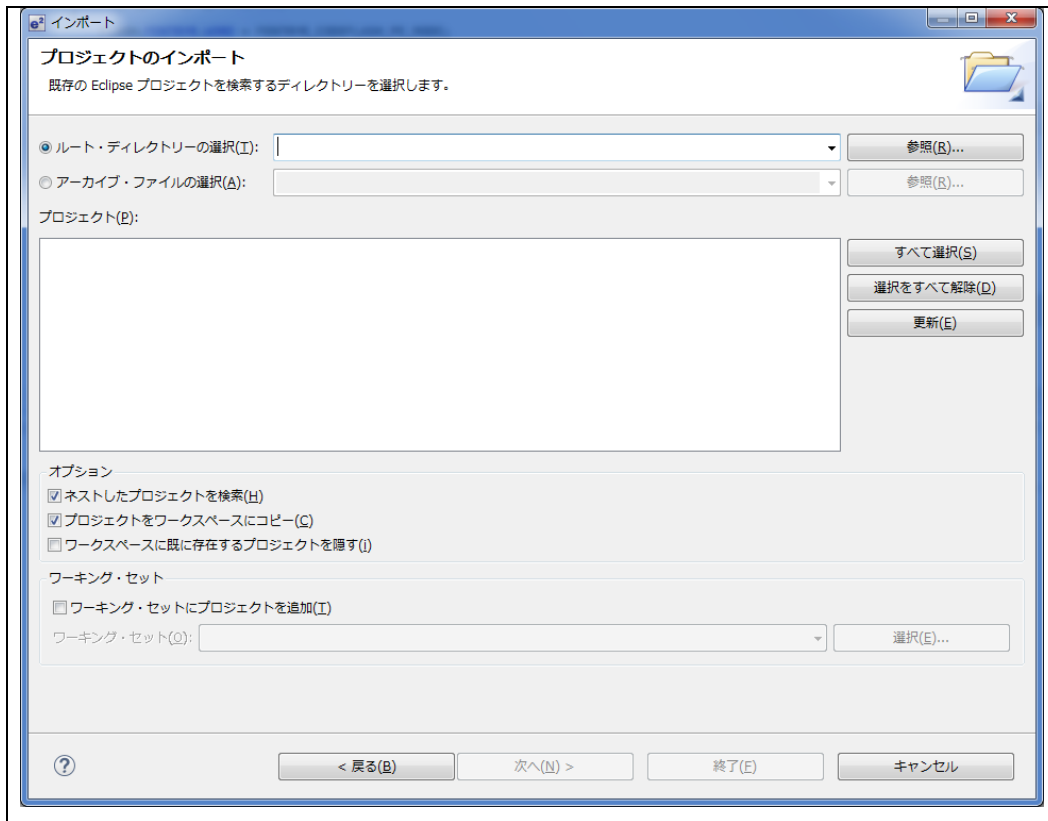 e² インポート
プロジェクトのインポート
既存の Eclipse プロジェクトを検索するディレクトリーを選択します。
ルート・ディレクトリーの選択(T): 参照(R)...
アーカイブ・ファイルの選択(A): 参照(R)...
プロジェクト(P):
すべて選択(S)
選択をすべて解除(D)
更新(E)
オプション
ネストしたプロジェクトを検索(H)
プロジェクトをワークスペースにコピー(C)
ワークスペースに既に存在するプロジェクトを隠す(i)
ワーキング・セット
ワーキング・セットにプロジェクトを追加(T)
ワーキング・セット(O): 選択(E)...
? < 戻る(B) 次へ(N) > 終了(F) キャンセル